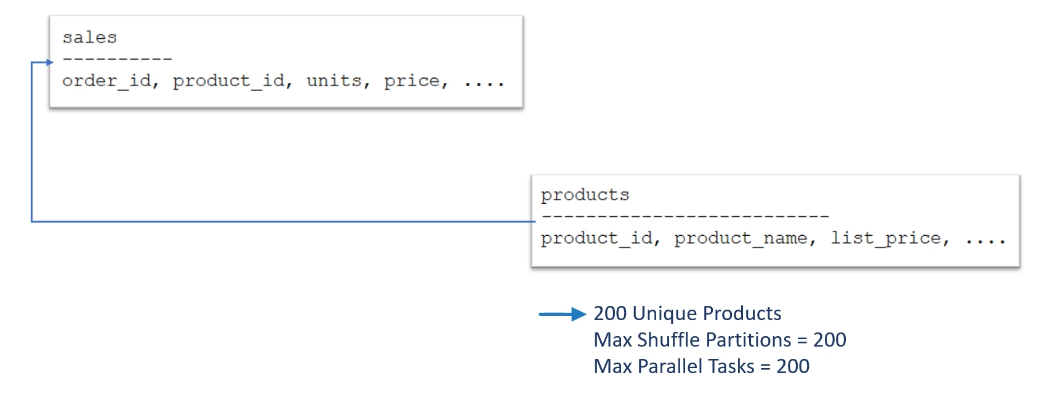 sales
----------
order_id, product_id, units, price, ....
products
--------------------------
product_id, product_name, list_price, ....
200 Unique Products
Max Shuffle Partitions = 200
Max Parallel Tasks = 200